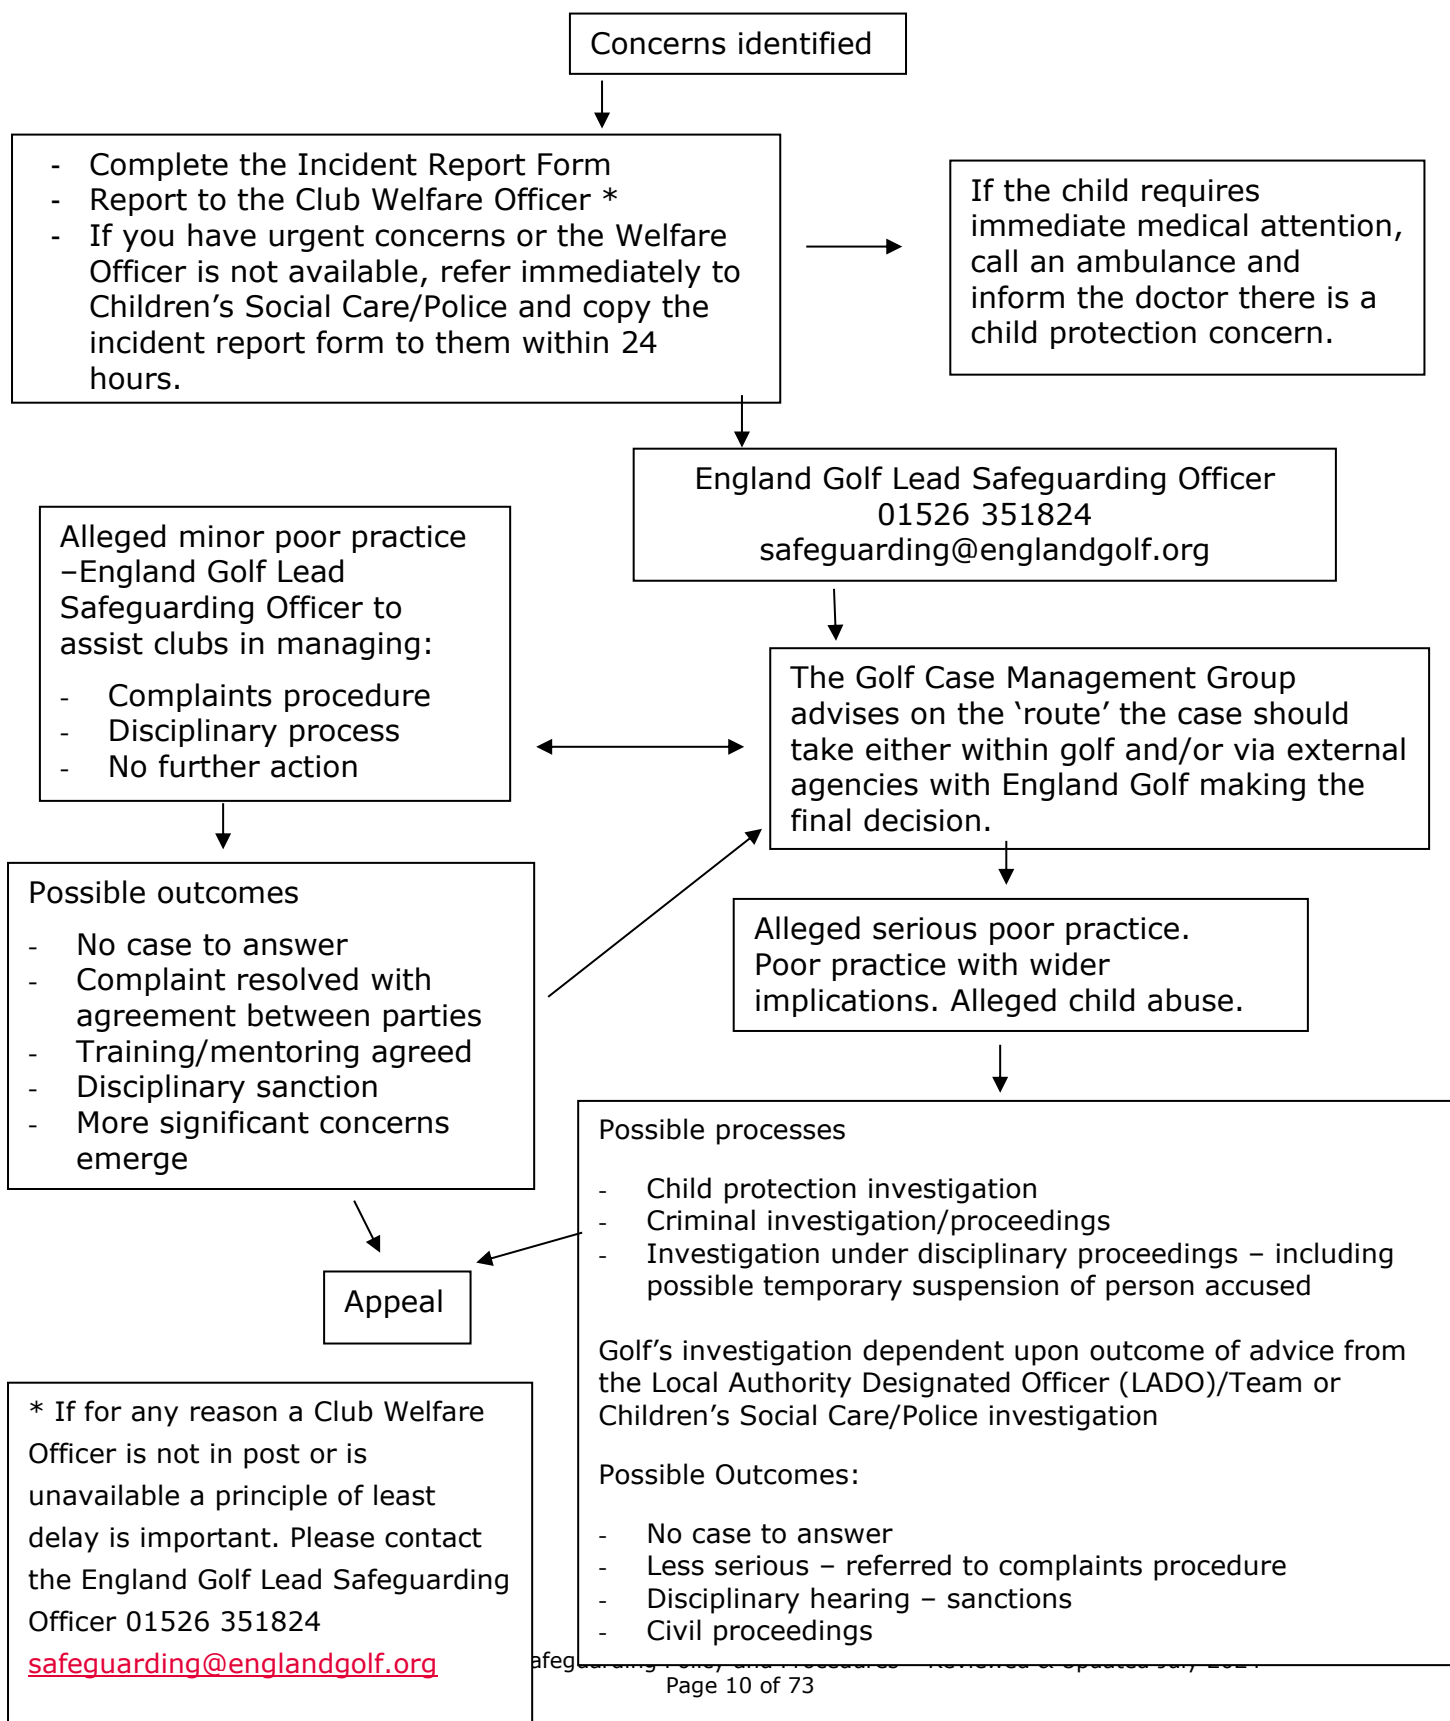 Concerns identified
- Complete the Incident Report Form
- Report to the Club Welfare Officer *
- If you have urgent concerns or the Welfare
Officer is not available, refer immediately to
Children’s Social Care/Police and copy the
incident report form to them within 24
hours.
If the child requires
immediate medical attention,
call an ambulance and
inform the doctor there is a
child protection concern.
England Golf Lead Safeguarding Officer
01526 351824
safeguarding@englandgolf.org
Alleged minor poor practice
–England Golf Lead
Safeguarding Officer to
assist clubs in managing:
- Complaints procedure
- Disciplinary process
- No further action
The Golf Case Management Group
advises on the ‘route’ the case should
take either within golf and/or via external
agencies with England Golf making the
final decision.
Possible outcomes
- No case to answer
- Complaint resolved with
agreement between parties
- Training/mentoring agreed
- Disciplinary sanction
- More significant concerns
emerge
Alleged serious poor practice.
Poor practice with wider
implications. Alleged child abuse.
Possible processes
- Child protection investigation
- Criminal investigation/proceedings
- Investigation under disciplinary proceedings – including
possible temporary suspension of person accused
Golf’s investigation dependent upon outcome of advice from
the Local Authority Designated Officer (LADO)/Team or
Children’s Social Care/Police investigation
Possible Outcomes:
- No case to answer
- Less serious – referred to complaints procedure
- Disciplinary hearing – sanctions
- Civil proceedings
Appeal
* If for any reason a Club Welfare
Officer is not in post or is
unavailable a principle of least
delay is important. Please contact
the England Golf Lead Safeguarding
Officer 01526 351824
safeguarding@englandgolf.org
Page 10 of 73